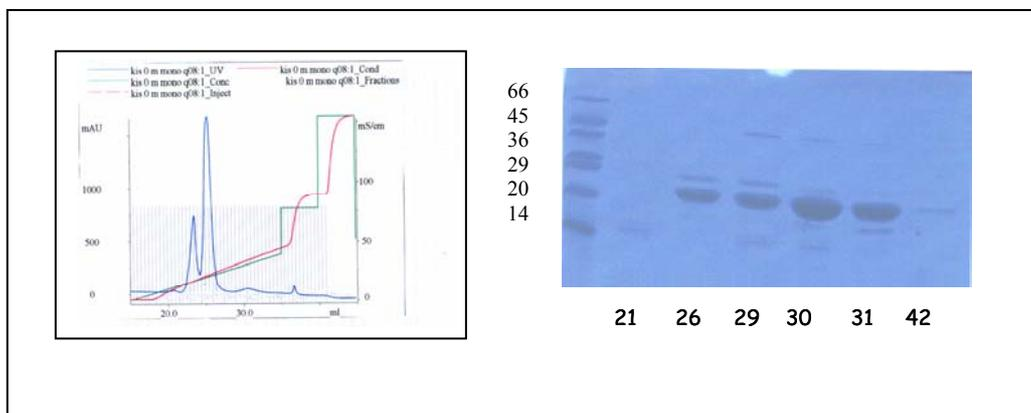 kis 0 m mono q08:1_UV kis 0 m mono q08:1_Cond
kis 0 m mono q08:1_Conc kis 0 m mono q08:1_Fractions
kis 0 m mono q08:1_Inject
mAU
mS/cm
1000
500
0
100
50
0
20.0 30.0 ml
66
45
36
29
20
14
21 26 29 30 31 42